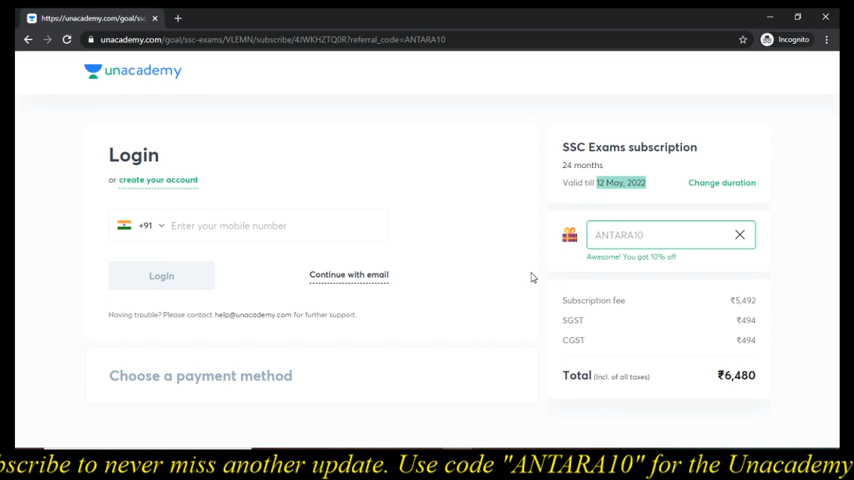 https://unacademy.com/goal/ssc
unacademy.com/goal/ssc-exams/VLEMN/subscribe/4JWKHZTQ0R?referral_code=ANTARA10
Incognito
unacademy
Login
or create your account
+91 Enter your mobile number
Login
Continue with email
Having trouble? Please contact help@unacademy.com for further support.
Choose a payment method
SSC Exams subscription
24 months
Valid till 12 May, 2022 Change duration
ANTARA10
Awesome! You got 10% off
Subscription fee ₹5,492
SGST ₹494
CGST ₹494
Total (Incl. of all taxes) ₹6,480
bscribe to never miss another update. Use code "ANTARA10" for the Unacademy